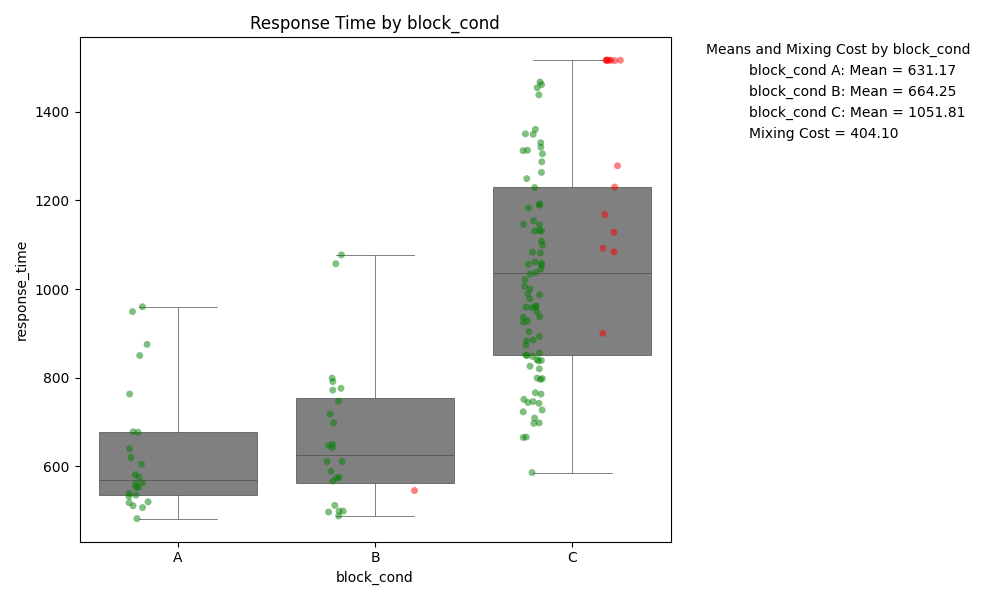 Response Time by block_cond
Means and Mixing Cost by block_cond
block_cond A: Mean = 631.17
block_cond B: Mean = 664.25
block_cond C: Mean = 1051.81
Mixing Cost = 404.10
response_time
1400
1200
1000
800
600
A B C
block_cond